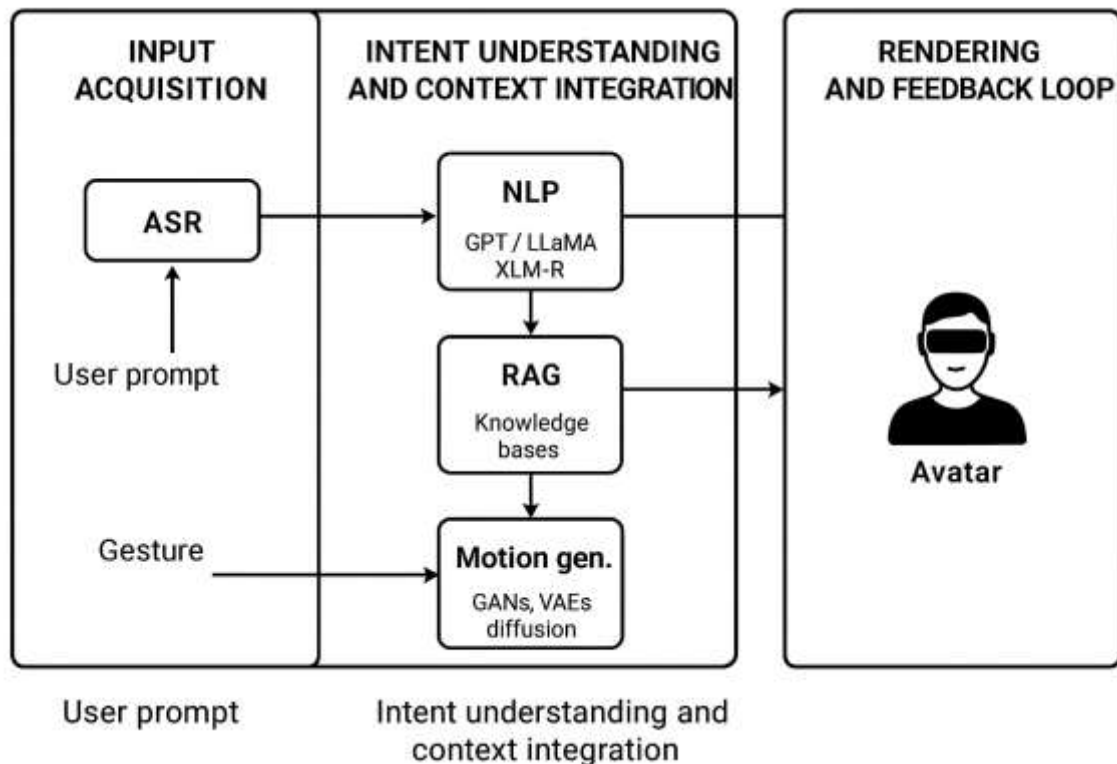 INPUT
ACQUISITION
ASR
User prompt
Gesture
INTENT UNDERSTANDING
AND CONTEXT INTEGRATION
NLP
GPT / LLaMA
XLM-R
RAG
Knowledge
bases
Motion gen.
GANs, VAEs
diffusion
RENDERING
AND FEEDBACK LOOP
Avatar
User prompt
Intent understanding and
context integration